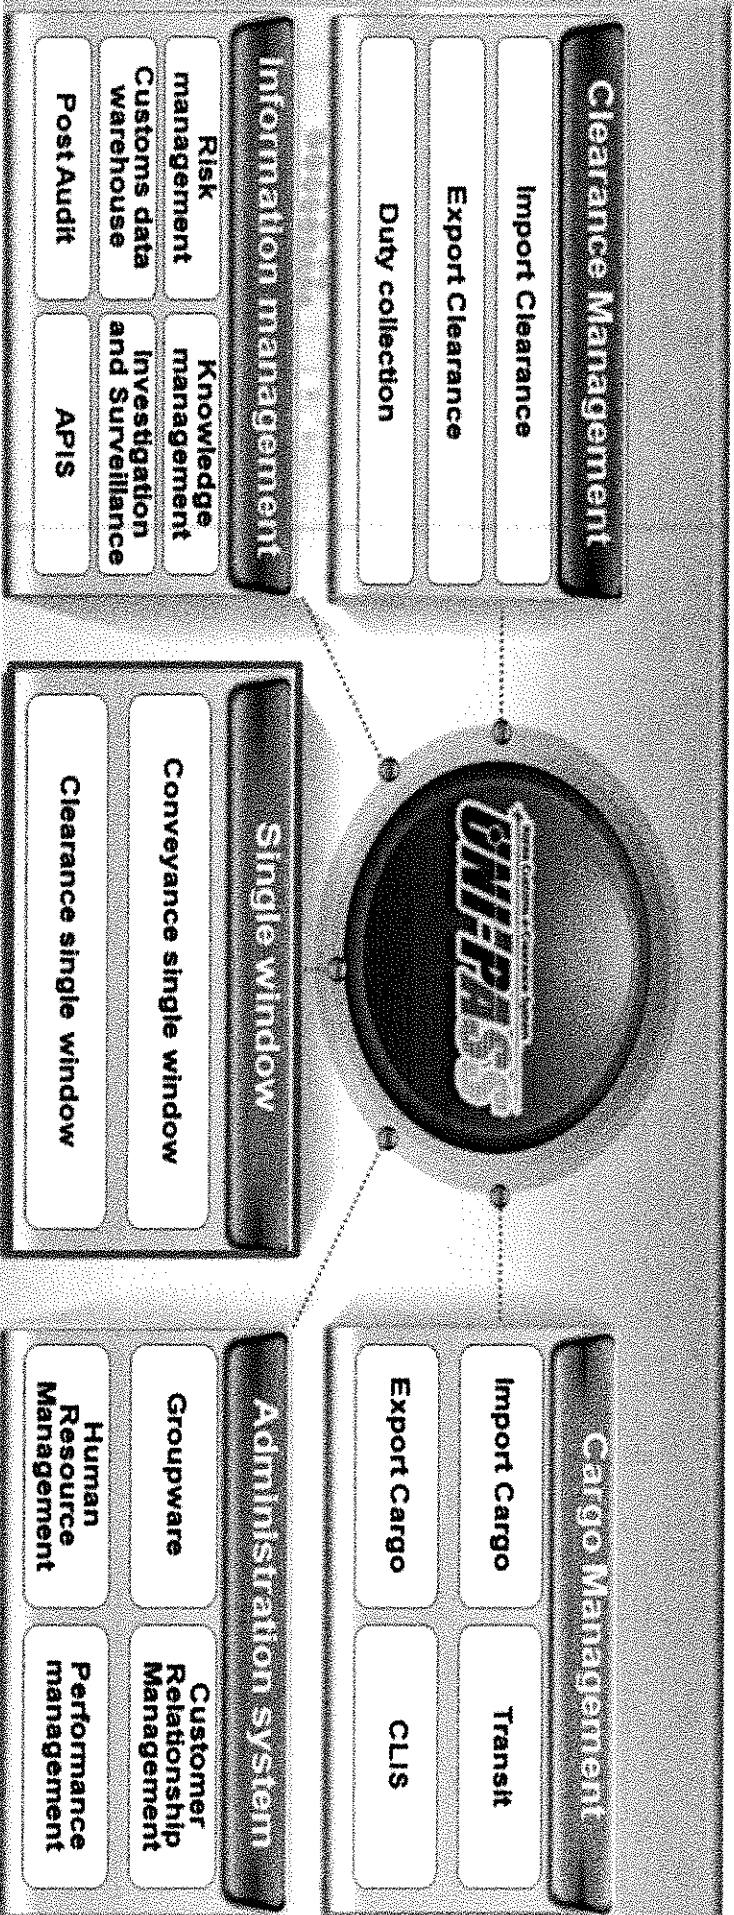 Clearance Management
Import Clearance
Export Clearance
Duty collection
UNI-PASS
Cargo Management
Import Cargo
Transit
Export Cargo
CLIS
Information management
Risk
management
Knowledge
management
Customs data
warehouse
Investigation
and Surveillance
PostAudit
APIS
Single window
Conveyance single window
Clearance single window
Administration system
Groupware
Customer
Relationship
Management
Human
Resource
Management
Performance
management